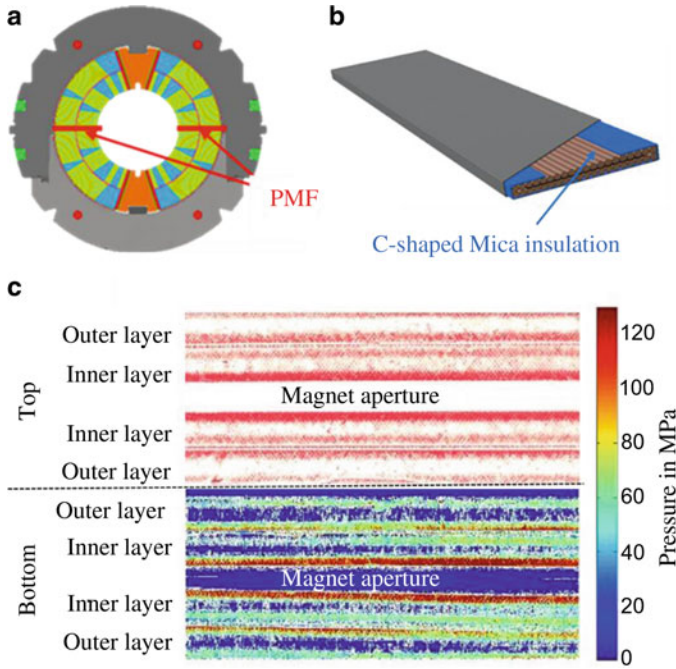 a
b
PMF
C-shaped Mica insulation
c
Top
Outer layer
Inner layer
Magnet aperture
Inner layer
Outer layer
Bottom
Outer layer
Inner layer
Magnet aperture
Inner layer
Outer layer
120
100
80
60
40
20
0
Pressure in MPa